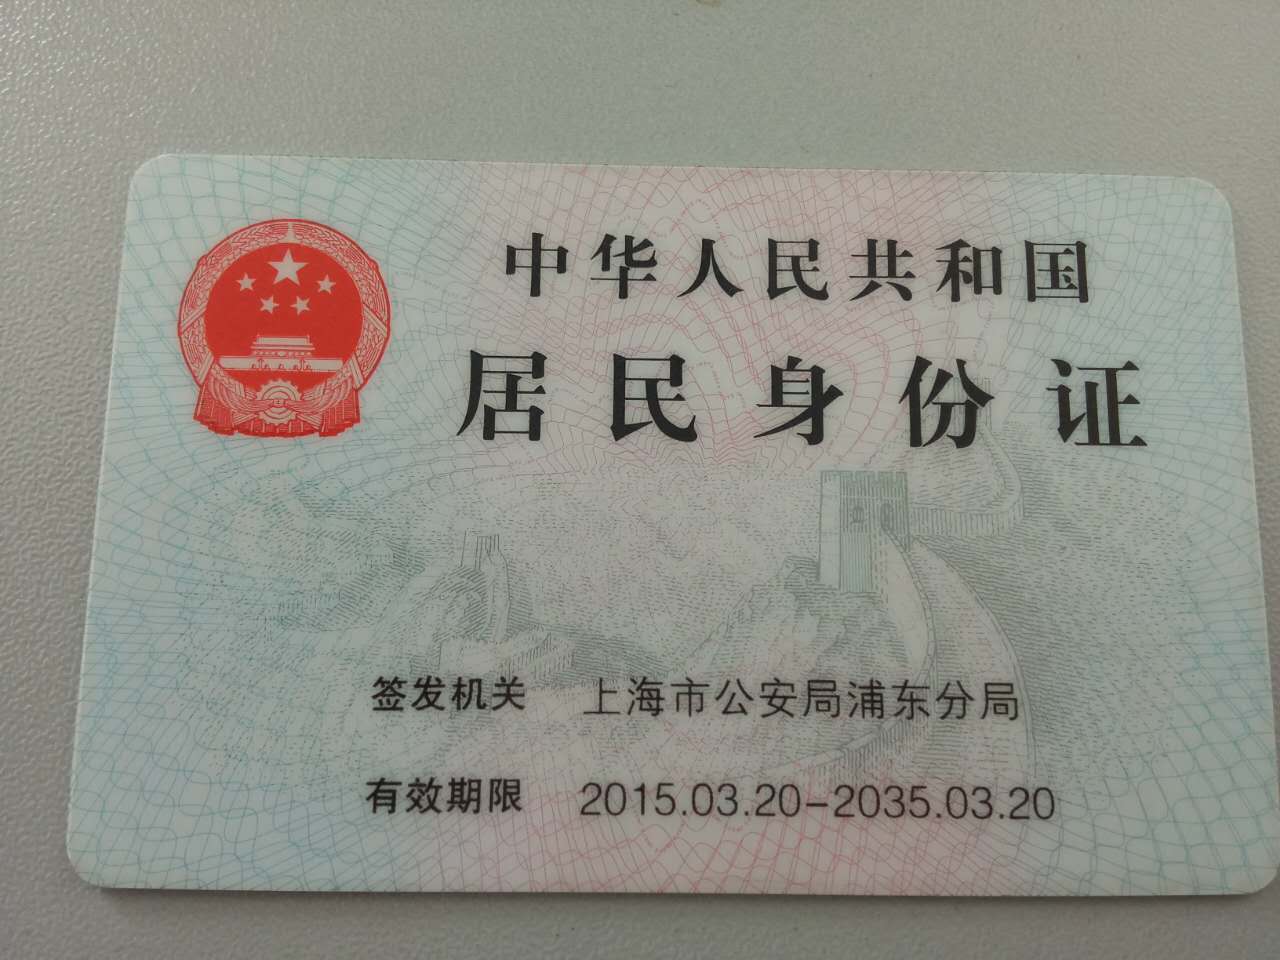 中华人民共和国
居民身份证
签发机关 上海市公安局浦东分局
有效期限 2015.03.20-2035.03.20